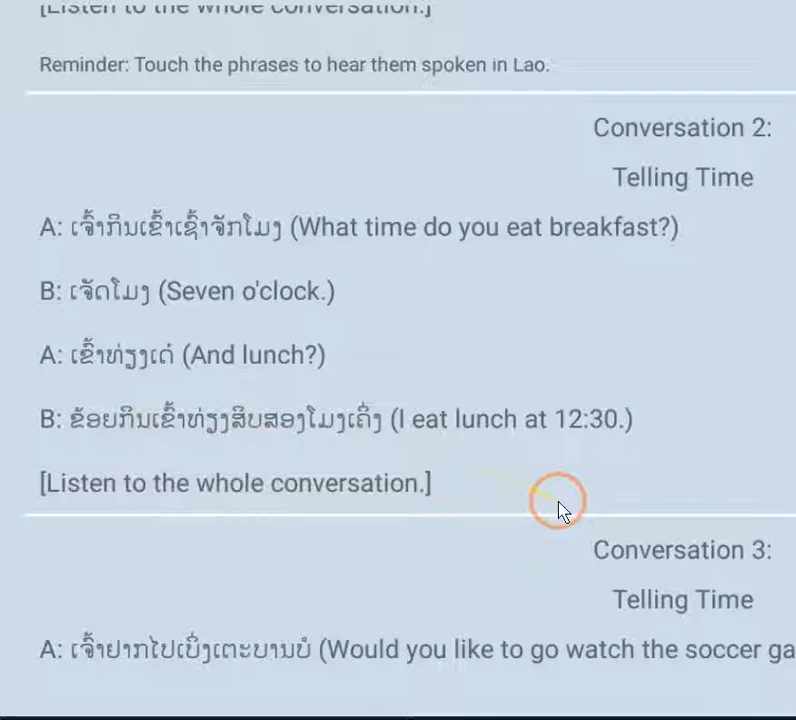 [Listen to the whole conversation.]
Reminder: Touch the phrases to hear them spoken in Lao.
Conversation 2:
Telling Time
A: ເຈົ້າກິນເຂົ້າເຊົ້າຈັກໂມງ (What time do you eat breakfast?)
B: ເຈັດໂມງ (Seven o'clock.)
A: ເຂົ້າທ່ຽງເດ໋ (And lunch?)
B: ຂ້ອຍກິນເຂົ້າທ່ຽງສິບສອງໂມງເຄິ່ງ (I eat lunch at 12:30.)
[Listen to the whole conversation.]
Conversation 3:
Telling Time
A: ເຈົ້າຢາກໄປເບິ່ງເຕະບານບໍ (Would you like to go watch the soccer ga